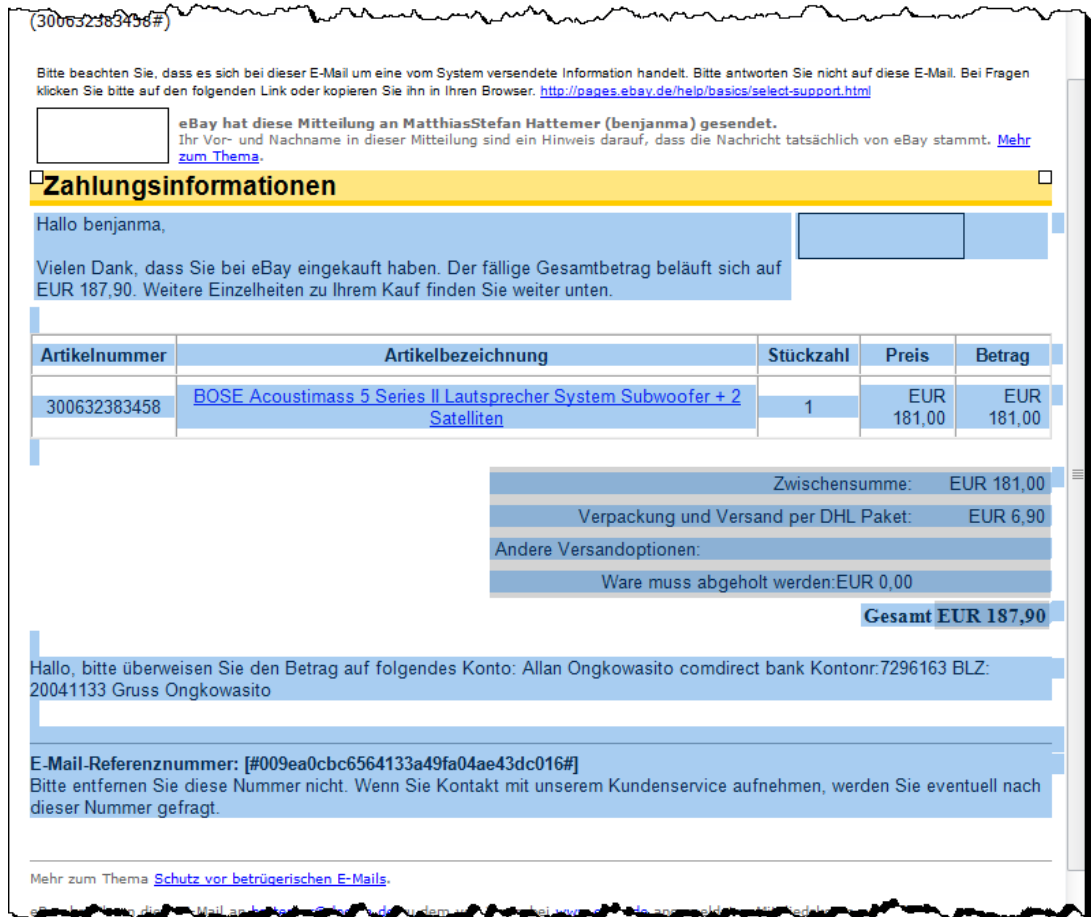 (300632383458#)
Bitte beachten Sie, dass es sich bei dieser E-Mail um eine vom System versendete Information handelt. Bitte antworten Sie nicht auf diese E-Mail. Bei Fragen
klicken Sie bitte auf den folgenden Link oder kopieren Sie ihn in Ihren Browser. http://pages.ebay.de/help/basics/select-support.html
eBay hat diese Mitteilung an MatthiasStefan Hattemer (benjanma) gesendet.
Ihr Vor- und Nachname in dieser Mitteilung sind ein Hinweis darauf, dass die Nachricht tatsächlich von eBay stammt. Mehr
zum Thema.
Zahlungsinformationen
Hallo benjanma,
Vielen Dank, dass Sie bei eBay eingekauft haben. Der fällige Gesamtbetrag beläuft sich auf
EUR 187,90. Weitere Einzelheiten zu Ihrem Kauf finden Sie weiter unten.
Artikelnummer Artikelbezeichnung Stückzahl Preis Betrag
300632383458 BOSE Acoustimass 5 Series II Lautsprecher System Subwoofer + 2 1 EUR EUR
Satelliten 181,00 181,00
Zwischensumme: EUR 181,00
Verpackung und Versand per DHL Paket: EUR 6,90
Andere Versandoptionen:
Ware muss abgeholt werden:EUR 0,00
Gesamt EUR 187,90
Hallo, bitte überweisen Sie den Betrag auf folgendes Konto: Allan Ongkowasito comdirect bank Kontonr:7296163 BLZ:
20041133 Gruss Ongkowasito
E-Mail-Referenznummer: [#009ea0cbc6564133a49fa04ae43dc016#]
Bitte entfernen Sie diese Nummer nicht. Wenn Sie Kontakt mit unserem Kundenservice aufnehmen, werden Sie eventuell nach
dieser Nummer gefragt.
Mehr zum Thema Schutz vor betrügerischen E-Mails.